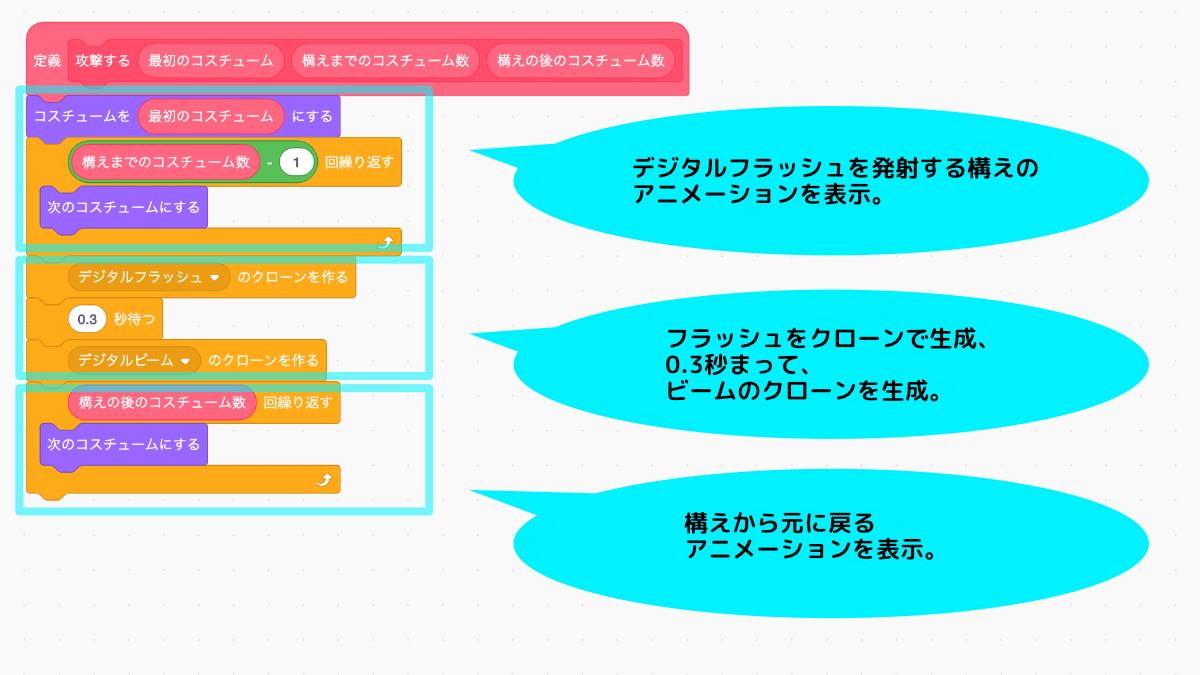 定義 攻撃する 最初のコスチューム 構えまでのコスチューム数 構えの後のコスチューム数
コスチュームを 最初のコスチューム にする
構えまでのコスチューム数 - 1 回繰り返す
次のコスチュームにする
デジタルフラッシュ のクローンを作る
0.3 秒待つ
デジタルビーム のクローンを作る
構えの後のコスチューム数 回繰り返す
次のコスチュームにする
デジタルフラッシュを発射する構えの
アニメーションを表示。
フラッシュをクローンで生成、
0.3秒まって、
ビームのクローンを生成。
構えから元に戻る
アニメーションを表示。